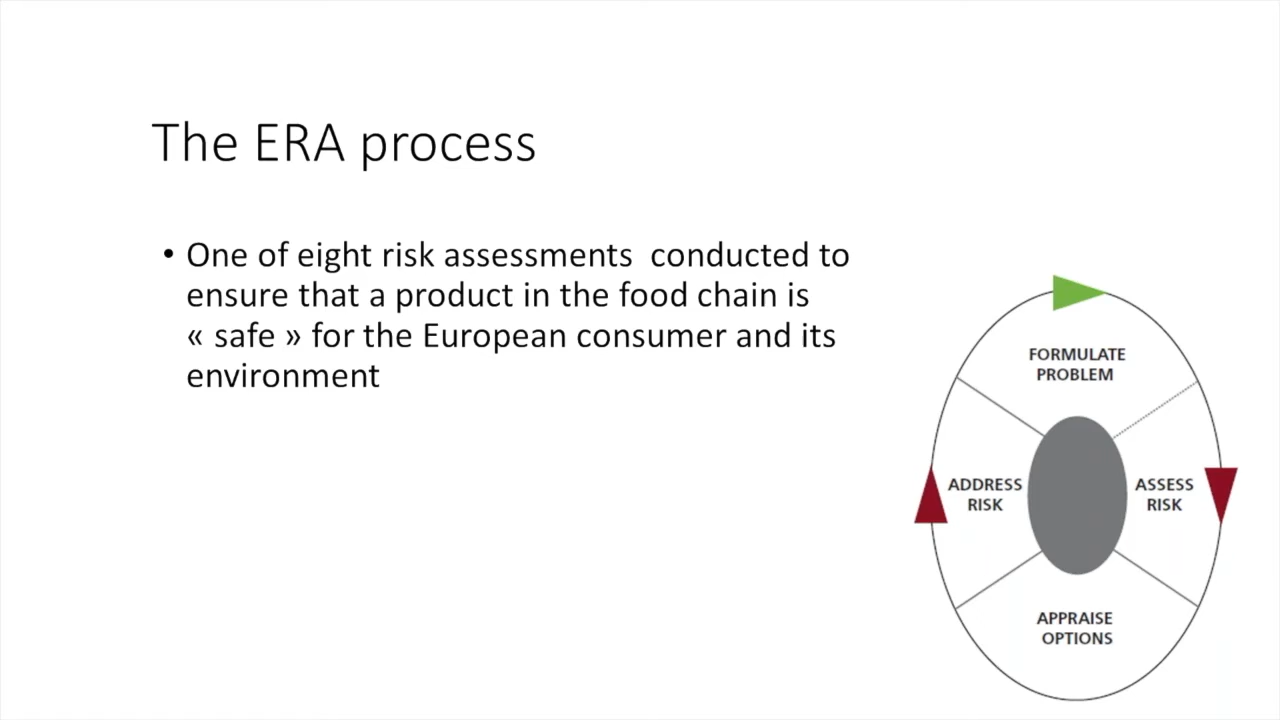 The ERA process
• One of eight risk assessments  conducted to
ensure that a product in the food chain is
« safe » for the European consumer and its
environment
FORMULATE
PROBLEM
ADDRESS
RISK
ASSESS
RISK
APPRAISE
OPTIONS